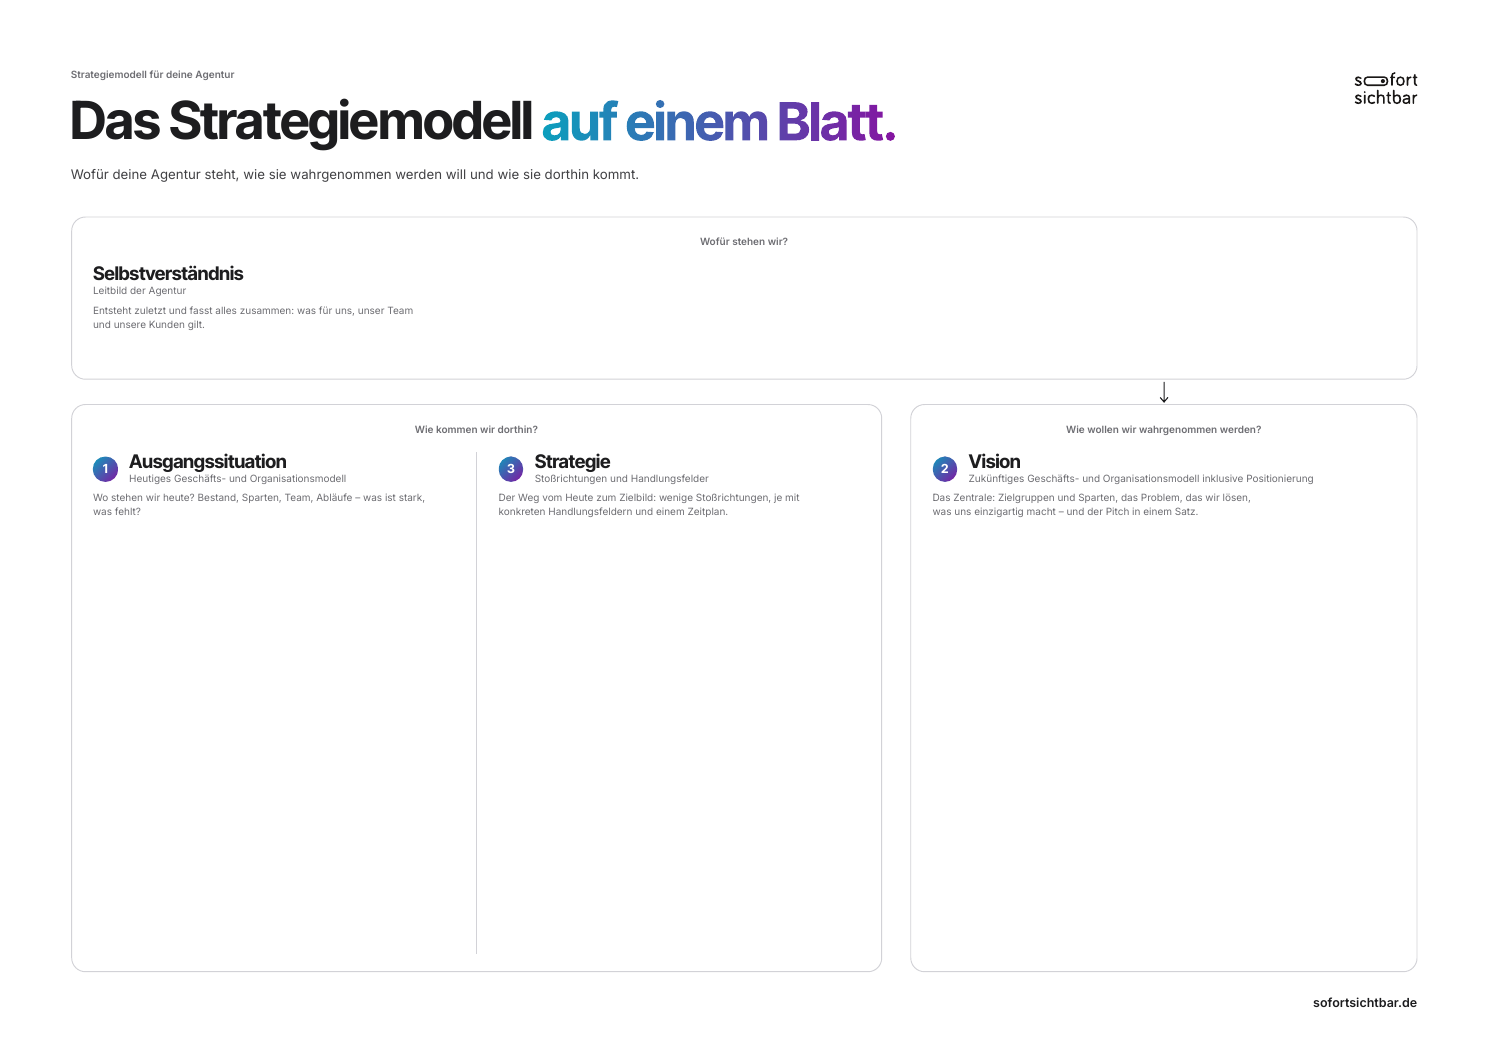 Strategiemodell für deine Agentur
Das Strategiemodell auf einem Blatt.
sofort
sichtbar
Wofür deine Agentur steht, wie sie wahrgenommen werden will und wie sie dorthin kommt.
Wofür stehen wir?
Selbstverständnis
Leitbild der Agentur
Entsteht zuletzt und fasst alles zusammen: was für uns, unser Team
und unsere Kunden gilt.
Wie kommen wir dorthin?
1 Ausgangssituation
Heutiges Geschäfts- und Organisationsmodell
Wo stehen wir heute? Bestand, Sparten, Team, Abläufe – was ist stark,
was fehlt?
3 Strategie
Stoßrichtungen und Handlungsfelder
Der Weg vom Heute zum Zielbild: wenige Stoßrichtungen, je mit
konkreten Handlungsfeldern und einem Zeitplan.
Wie wollen wir wahrgenommen werden?
2 Vision
Zukünftiges Geschäfts- und Organisationsmodell inklusive Positionierung
Das Zentrale: Zielgruppen und Sparten, das Problem, das wir lösen,
was uns einzigartig macht – und der Pitch in einem Satz.
sofortsichtbar.de